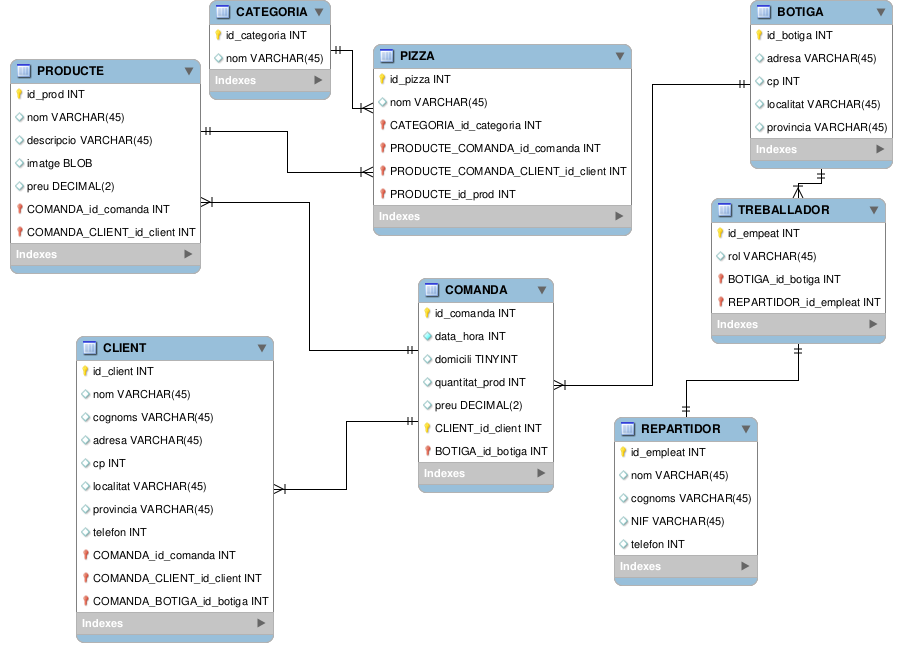 CATEGORIA
id_categoria INT
nom VARCHAR(45)
Indexes
BOTIGA
id_botiga INT
adresa VARCHAR(45)
cp INT
localitat VARCHAR(45)
provincia VARCHAR(45)
Indexes
PIZZA
id_pizza INT
nom VARCHAR(45)
CATEGORIA_id_categoria INT
PRODUCTE_COMANDA_id_comanda INT
PRODUCTE_COMANDA_CLIENT_id_client INT
PRODUCTE_id_prod INT
Indexes
PRODUCTE
id_prod INT
nom VARCHAR(45)
descripcio VARCHAR(45)
imatge BLOB
preu DECIMAL(2)
COMANDA_id_comanda INT
COMANDA_CLIENT_id_client INT
Indexes
TREBALLADOR
id_empeat INT
rol VARCHAR(45)
BOTIGA_id_botiga INT
REPARTIDOR_id_empleat INT
Indexes
COMANDA
id_comanda INT
data_hora INT
domicili TINYINT
quantitat_prod INT
preu DECIMAL(2)
CLIENT_id_client INT
BOTIGA_id_botiga INT
Indexes
CLIENT
id_client INT
nom VARCHAR(45)
cognoms VARCHAR(45)
adresa VARCHAR(45)
cp INT
localitat VARCHAR(45)
provincia VARCHAR(45)
telefon INT
COMANDA_id_comanda INT
COMANDA_CLIENT_id_client INT
COMANDA_BOTIGA_id_botiga INT
Indexes
REPARTIDOR
id_empleat INT
nom VARCHAR(45)
cognoms VARCHAR(45)
NIF VARCHAR(45)
telefon INT
Indexes